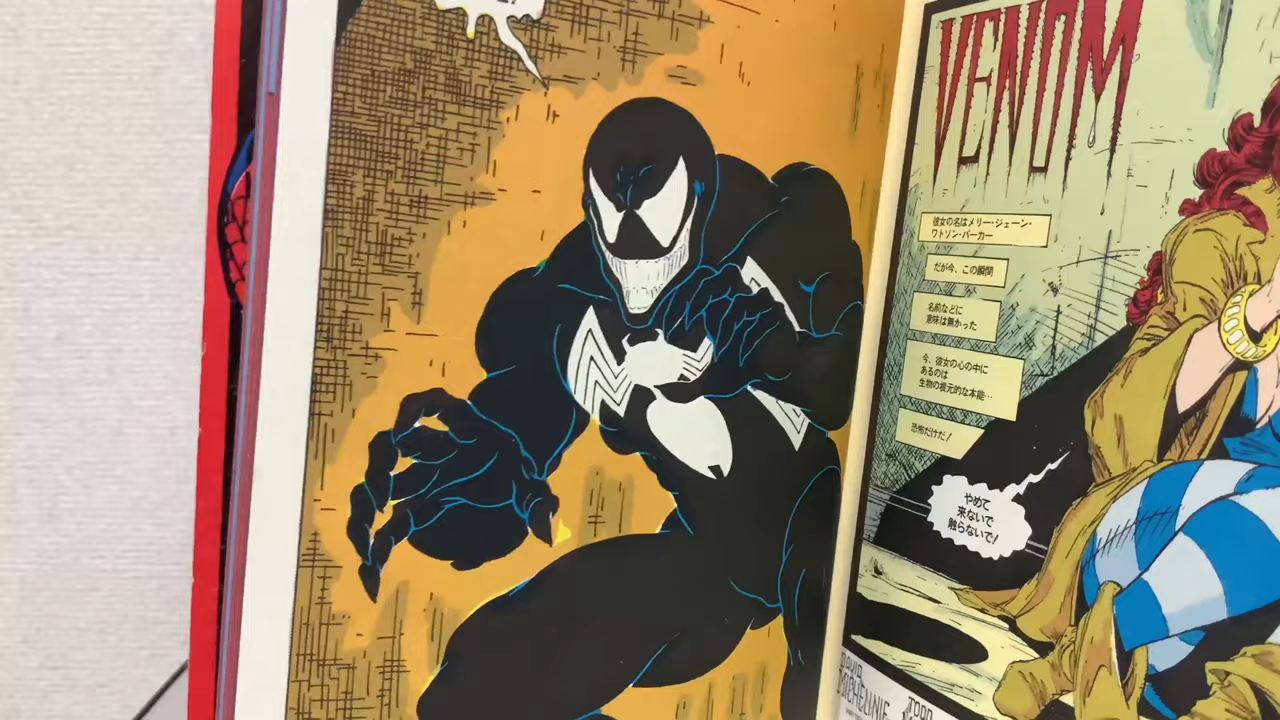 VENOM
彼女の名はメリー・ジェーン・
ワトソン・パーカー
だが今、この瞬間
名前などに
意味は無かった
今、彼女の心の中に
あるのは
生物の根元的な本能…
恐怖だけだ!
やめて
来ないで
触らないで!
DAVID
MICHELINIE
TODD